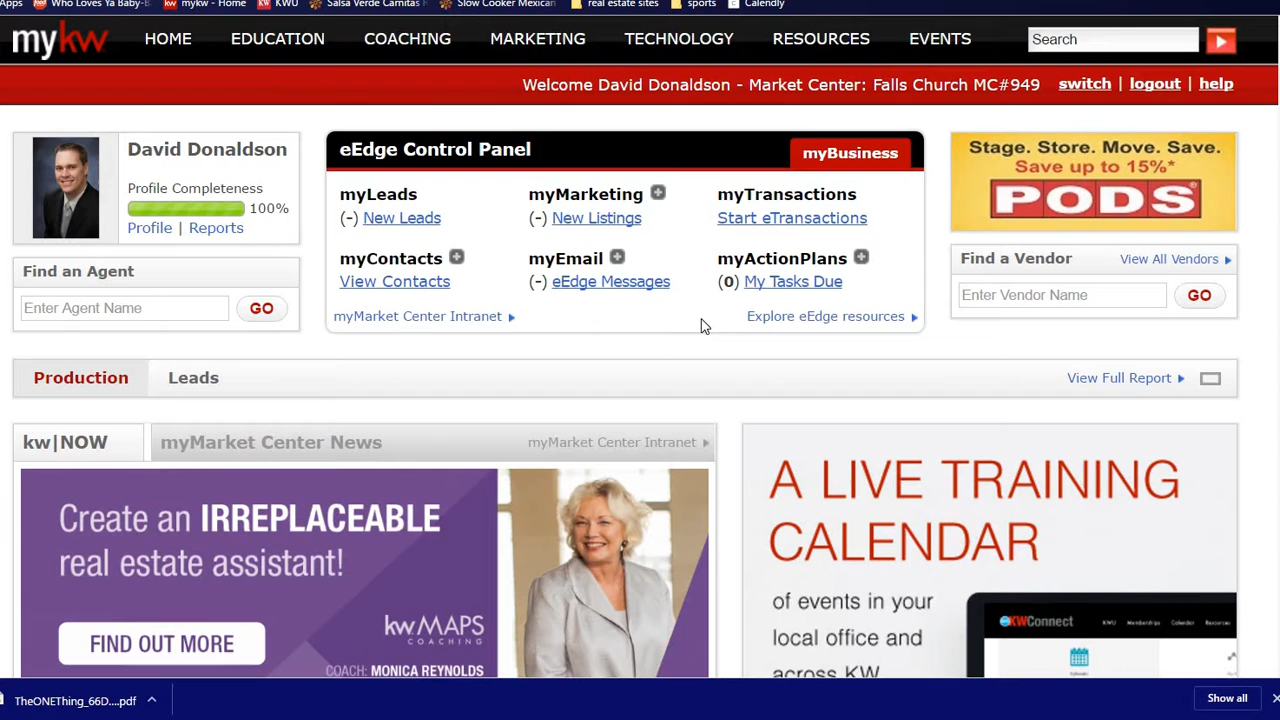 Apps Who Loves Ya Baby-B mykw - Home KWU Salsa Verde Carnitas Slow Cooker Mexican real estate sites sports Calendly
mykw HOME EDUCATION COACHING MARKETING TECHNOLOGY RESOURCES EVENTS Search
Welcome David Donaldson - Market Center: Falls Church MC#949 switch | logout | help
David Donaldson
Profile Completeness
100%
Profile | Reports
Find an Agent
Enter Agent Name GO
eEdge Control Panel myBusiness
myLeads myMarketing myTransactions
(-) New Leads (-) New Listings Start eTransactions
myContacts myEmail myActionPlans
View Contacts (-) eEdge Messages (0) My Tasks Due
myMarket Center Intranet Explore eEdge resources
Stage. Store. Move. Save.
Save up to 15%*
PODS
Find a Vendor View All Vendors
Enter Vendor Name GO
Production Leads View Full Report
kw|NOW myMarket Center News myMarket Center Intranet
Create an IRREPLACEABLE
real estate assistant!
FIND OUT MORE
kwMAPS
COACHING
COACH: MONICA REYNOLDS
A LIVE TRAINING
CALENDAR
of events in your
local office and
across KW
KWConnect KWU Memberships Calendar Resources
TheONEThing_66D....pdf Show all